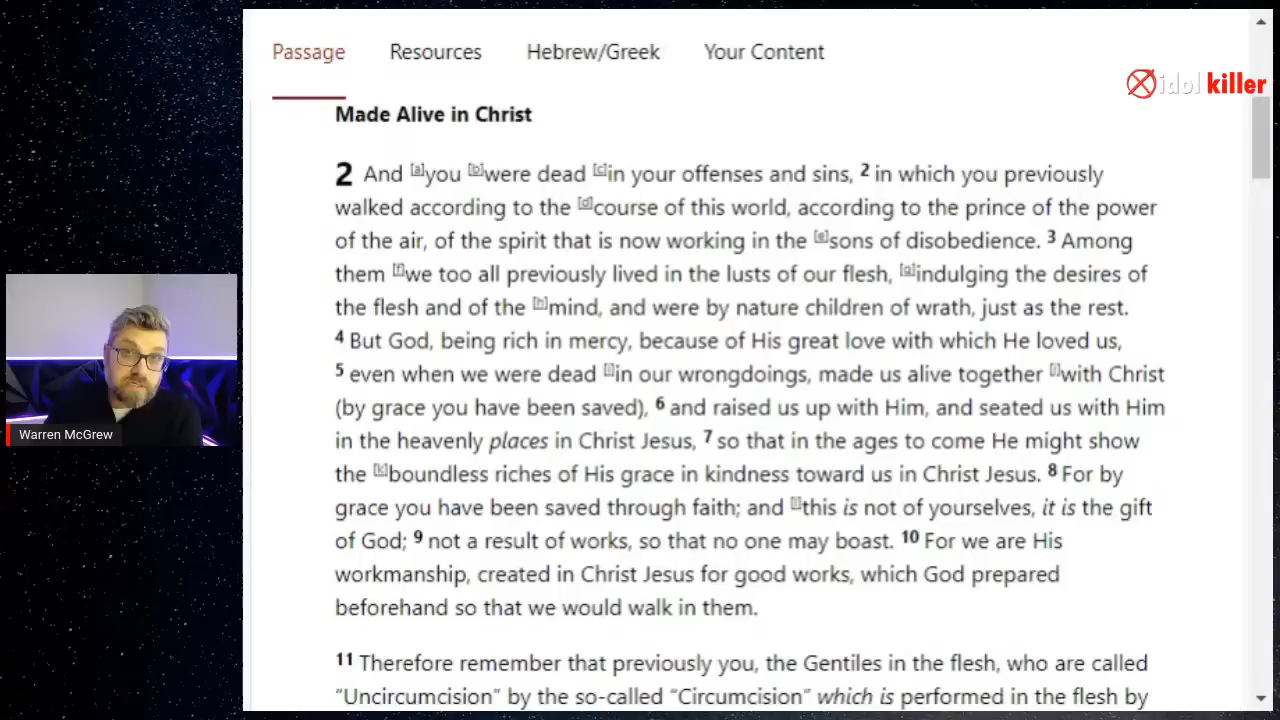 Passage Resources Hebrew/Greek Your Content
idol killer
Made Alive in Christ
2 And [a]you [b]were dead [c]in your offenses and sins, 2 in which you previously
walked according to the [d]course of this world, according to the prince of the power
of the air, of the spirit that is now working in the [e]sons of disobedience. 3 Among
them [f]we too all previously lived in the lusts of our flesh, [g]indulging the desires of
the flesh and of the [h]mind, and were by nature children of wrath, just as the rest.
4 But God, being rich in mercy, because of His great love with which He loved us,
5 even when we were dead [i]in our wrongdoings, made us alive together [j]with Christ
(by grace you have been saved), 6 and raised us up with Him, and seated us with Him
in the heavenly places in Christ Jesus, 7 so that in the ages to come He might show
the [k]boundless riches of His grace in kindness toward us in Christ Jesus. 8 For by
grace you have been saved through faith; and [l]this is not of yourselves, it is the gift
of God; 9 not a result of works, so that no one may boast. 10 For we are His
workmanship, created in Christ Jesus for good works, which God prepared
beforehand so that we would walk in them.
11 Therefore remember that previously you, the Gentiles in the flesh, who are called
“Uncircumcision” by the so-called “Circumcision” which is performed in the flesh by
Warren McGrew